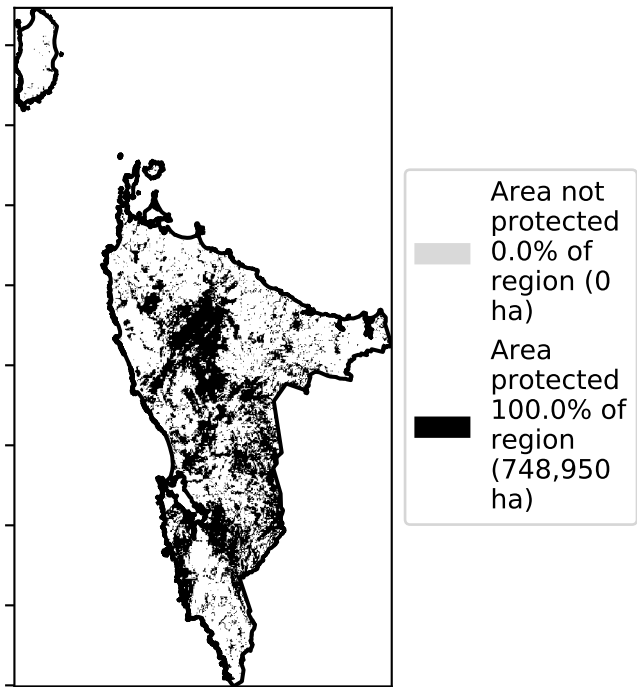 Area not
protected
0.0% of
region (0
ha)
Area
protected
100.0% of
region
(748,950
ha)